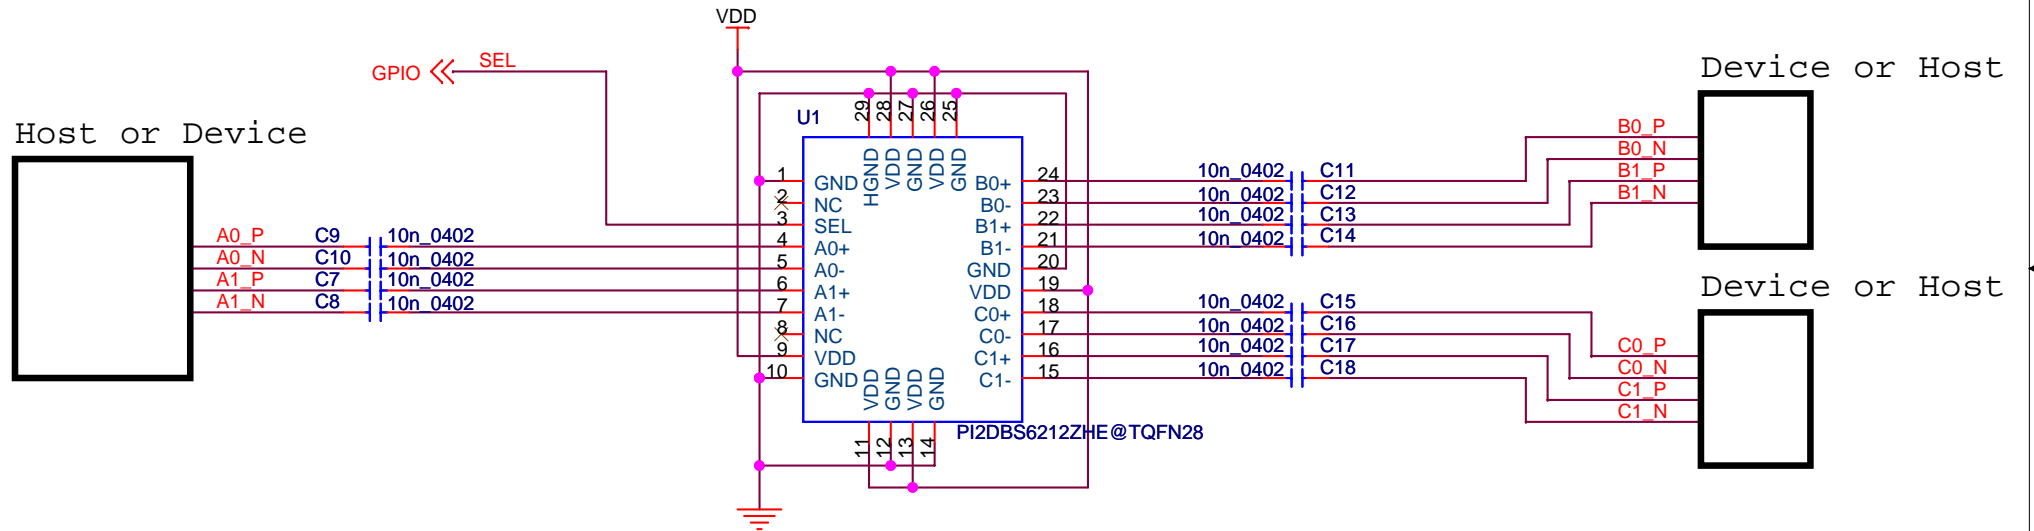 VDD
GPIO
SEL
Host or Device
Device or Host
U1
29 28 27 26 25
HGND VDD GND VDD GND
1 GND
2 NC
3 SEL
4 A0+
5 A0-
6 A1+
7 A1-
8 NC
9 VDD
10 GND
A0_P C9 10n_0402
A0_N C10 10n_0402
A1_P C7 10n_0402
A1_N C8 10n_0402
VDD GND VDD GND
11 12 13 14
B0+ 24 10n_0402 C11 B0_P
B0- 23 10n_0402 C12 B0_N
B1+ 22 10n_0402 C13 B1_P
B1- 21 10n_0402 C14 B1_N
GND 20
VDD 19
Device or Host
C0+ 18 10n_0402 C15 C0_P
C0- 17 10n_0402 C16 C0_N
C1+ 16 10n_0402 C17 C1_P
C1- 15 10n_0402 C18 C1_N
PI2DBS6212ZHE@TQFN28